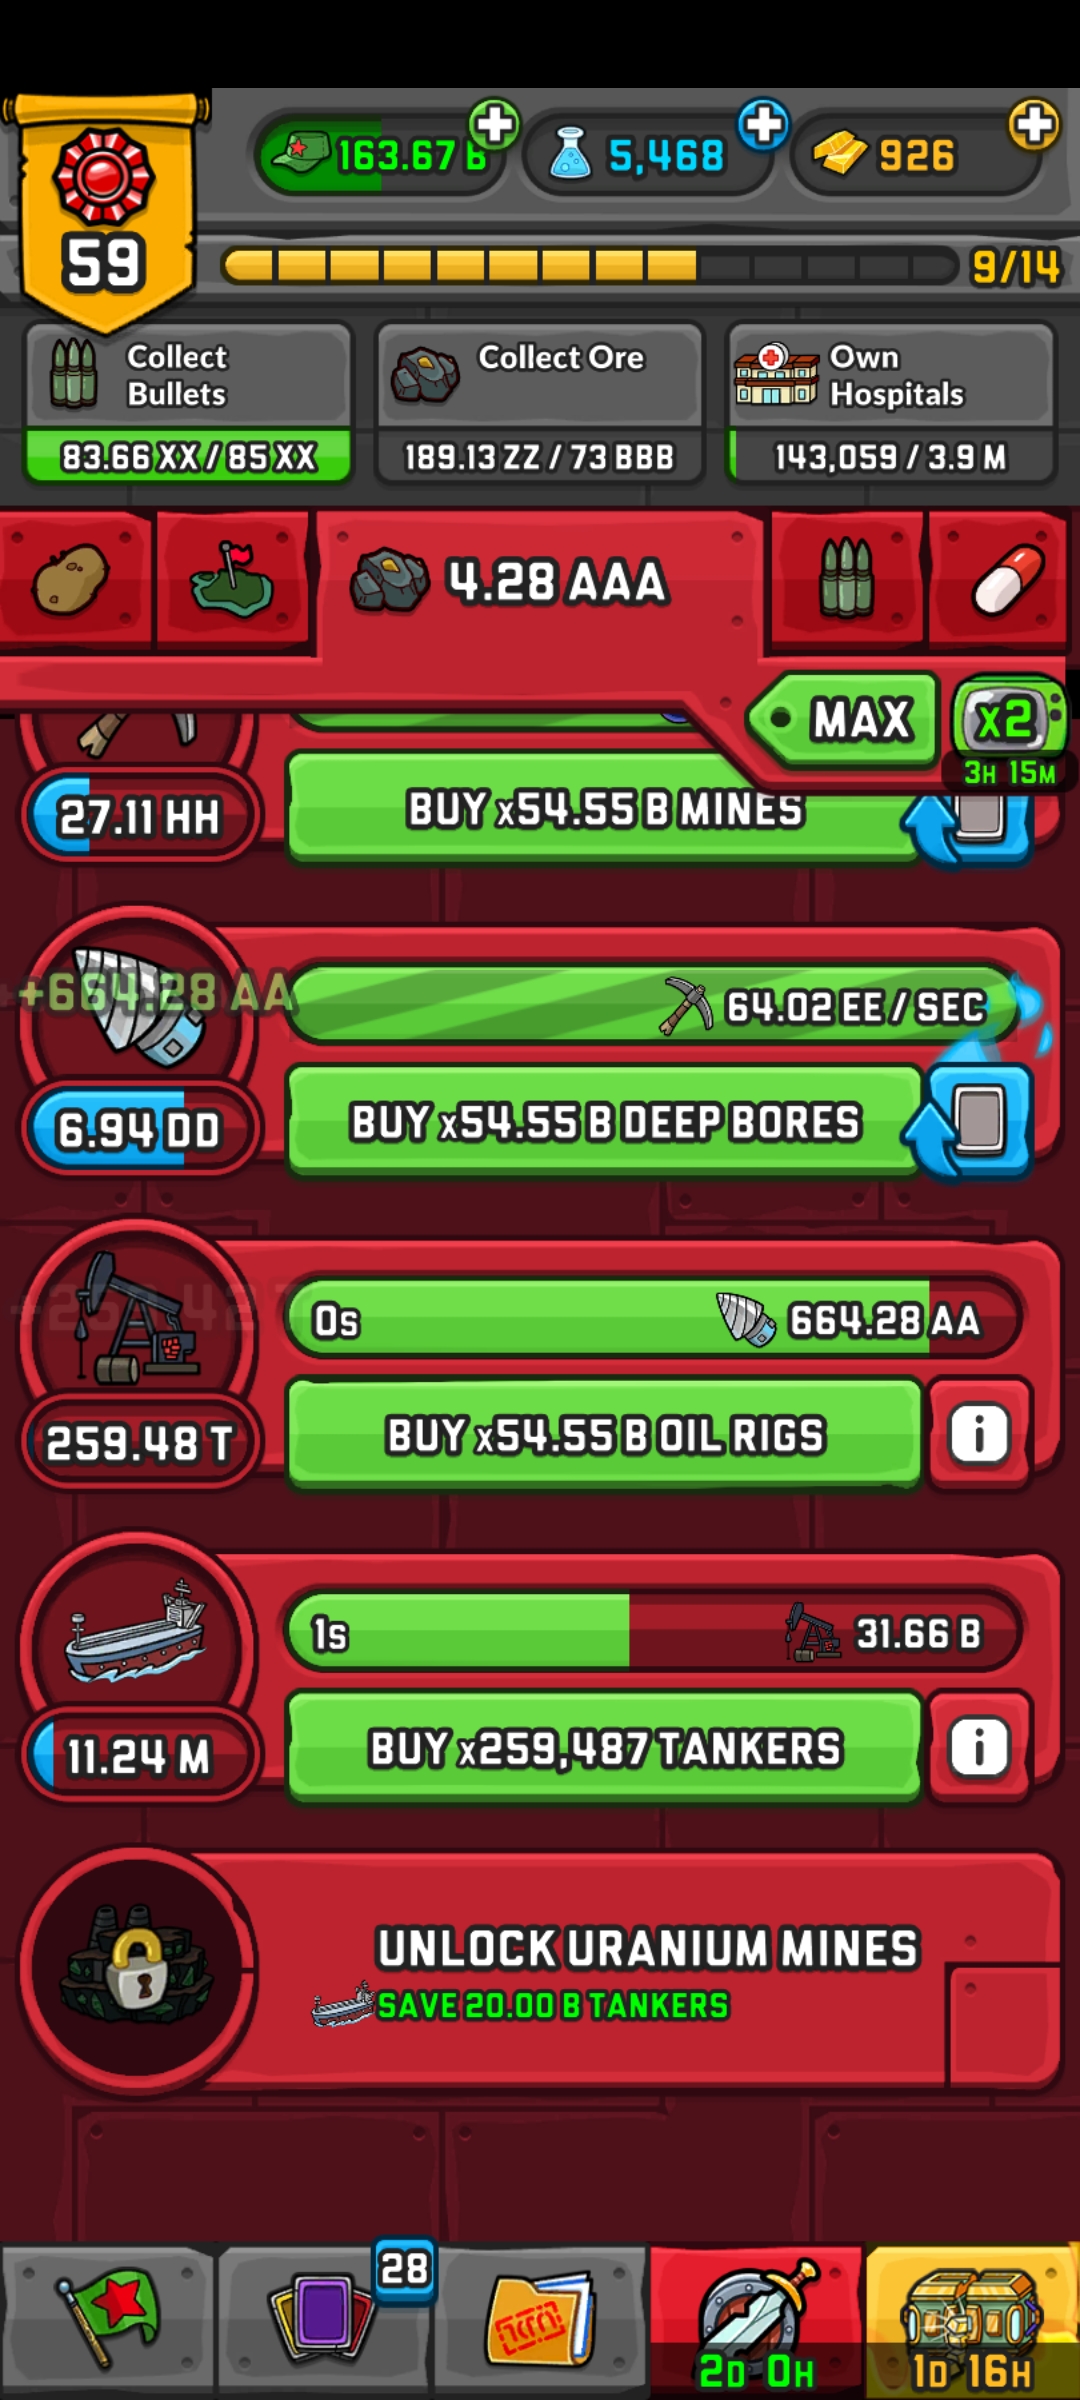 163.67 B
5,468
926
59
9/14
Collect
Bullets
83.66 XX / 85 XX
Collect Ore
189.13 ZZ / 73 BBB
Own
Hospitals
143,059 / 3.9 M
4.28 AAA
MAX
x2
3H 15M
27.11 HH
BUY x54.55 B MINES
+664.28 AA
64.02 EE / SEC
6.94 DD
BUY x54.55 B DEEP BORES
0s
664.28 AA
259.48 T
BUY x54.55 B OIL RIGS
i
1s
31.66 B
11.24 M
BUY x259,487 TANKERS
i
UNLOCK URANIUM MINES
SAVE 20.00 B TANKERS
28
2D 0H
1D 16H